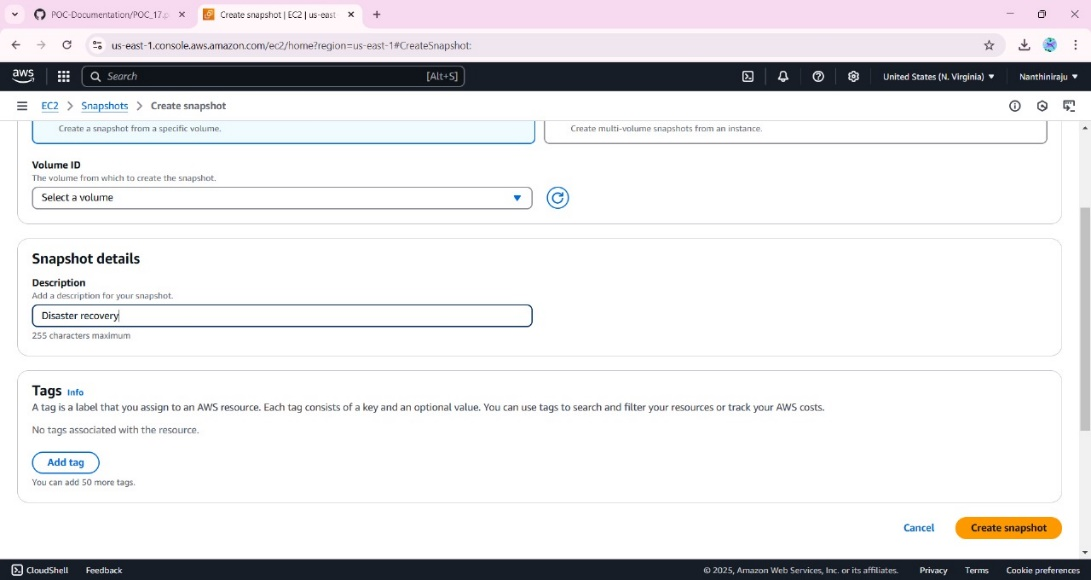 POC-Documentation/POC_17.p
Create snapshot | EC2 | us-east
us-east-1.console.aws.amazon.com/ec2/home?region=us-east-1#CreateSnapshot:
aws
Search
[Alt+S]
United States (N. Virginia)
Nanthiniraju
EC2 > Snapshots > Create snapshot
Create a snapshot from a specific volume.
Create multi-volume snapshots from an instance.
Volume ID
The volume from which to create the snapshot.
Select a volume
Snapshot details
Description
Add a description for your snapshot.
Disaster recovery
255 characters maximum
Tags Info
A tag is a label that you assign to an AWS resource. Each tag consists of a key and an optional value. You can use tags to search and filter your resources or track your AWS costs.
No tags associated with the resource.
Add tag
You can add 50 more tags.
Cancel
Create snapshot
CloudShell
Feedback
© 2025, Amazon Web Services, Inc. or its affiliates.
Privacy
Terms
Cookie preferences